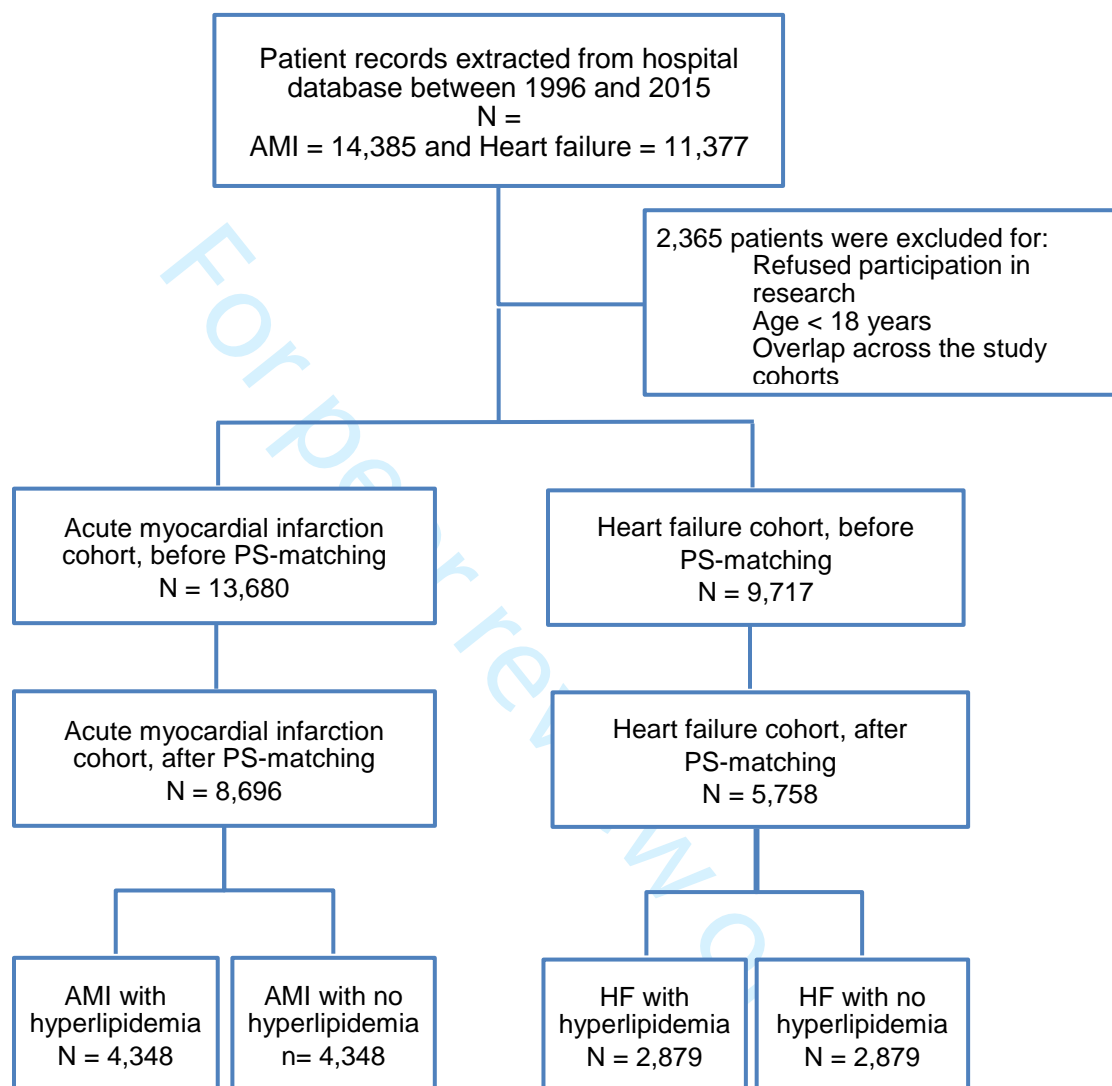 Patient records extracted from hospital
database between 1996 and 2015
N =
AMI = 14,385 and Heart failure = 11,377
2,365 patients were excluded for:
Refused participation in
research
Age < 18 years
Overlap across the study
cohorts
Acute myocardial infarction
cohort, before PS-matching
N = 13,680
Heart failure cohort, before
PS-matching
N = 9,717
Acute myocardial infarction
cohort, after PS-matching
N = 8,696
Heart failure cohort, after
PS-matching
N = 5,758
AMI with
hyperlipidemia
N = 4,348
AMI with no
hyperlipidemia
n= 4,348
HF with
hyperlipidemia
N = 2,879
HF with no
hyperlipidemia
N = 2,879
For peer review o